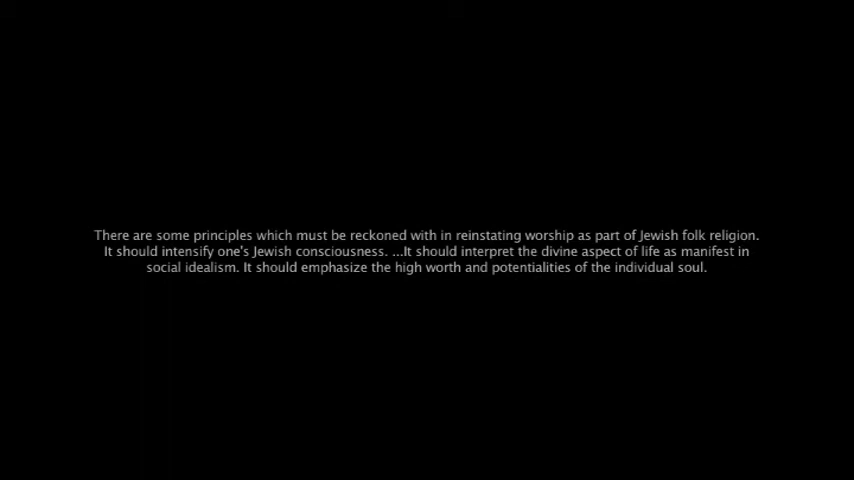 There are some principles which must be reckoned with in reinstating worship as part of Jewish folk religion.
It should intensify one's Jewish consciousness. ...It should interpret the divine aspect of life as manifest in
social idealism. It should emphasize the high worth and potentialities of the individual soul.